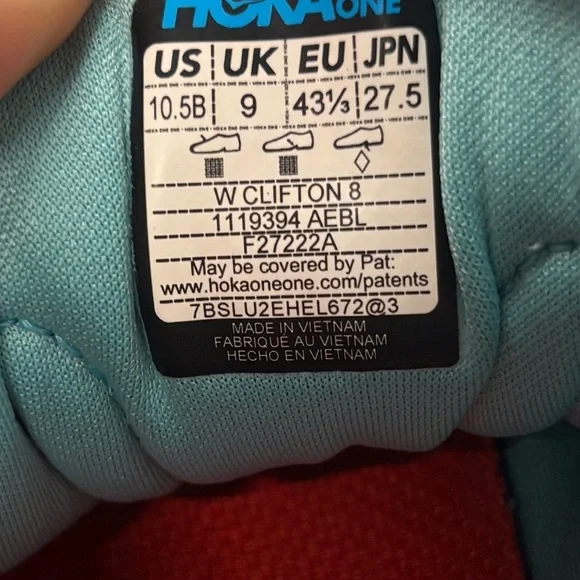 HOKA ONE
US UK EU JPN
10.5B 9 43⅓ 27.5
W CLIFTON 8
1119394 AEBL
F27222A
May be covered by Pat:
www.hokaoneone.com/patents
7BSLU2EHEL672@3
MADE IN VIETNAM
FABRIQUÉ AU VIETNAM
HECHO EN VIETNAM